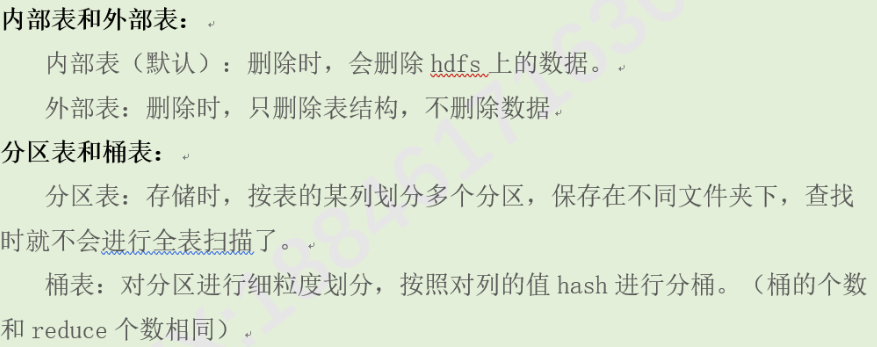 内部表和外部表：
内部表（默认）：删除时，会删除 hdfs 上的数据。
外部表：删除时，只删除表结构，不删除数据
分区表和桶表：
分区表：存储时，按表的某列划分多个分区，保存在不同文件夹下，查找
时就不会进行全表扫描了。
桶表：对分区进行细粒度划分，按照对列的值 hash 进行分桶。（桶的个数
和 reduce 个数相同）